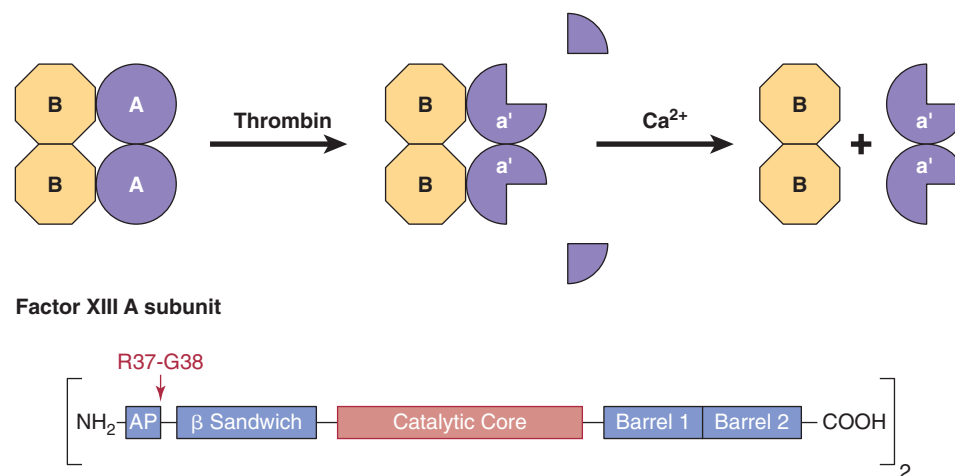 B A
Thrombin
B a'
Ca2+
B a'
+
B A
B a'
B a'
Factor XIII A subunit
R37-G38
NH2 AP β Sandwich Catalytic Core Barrel 1 Barrel 2 COOH
2